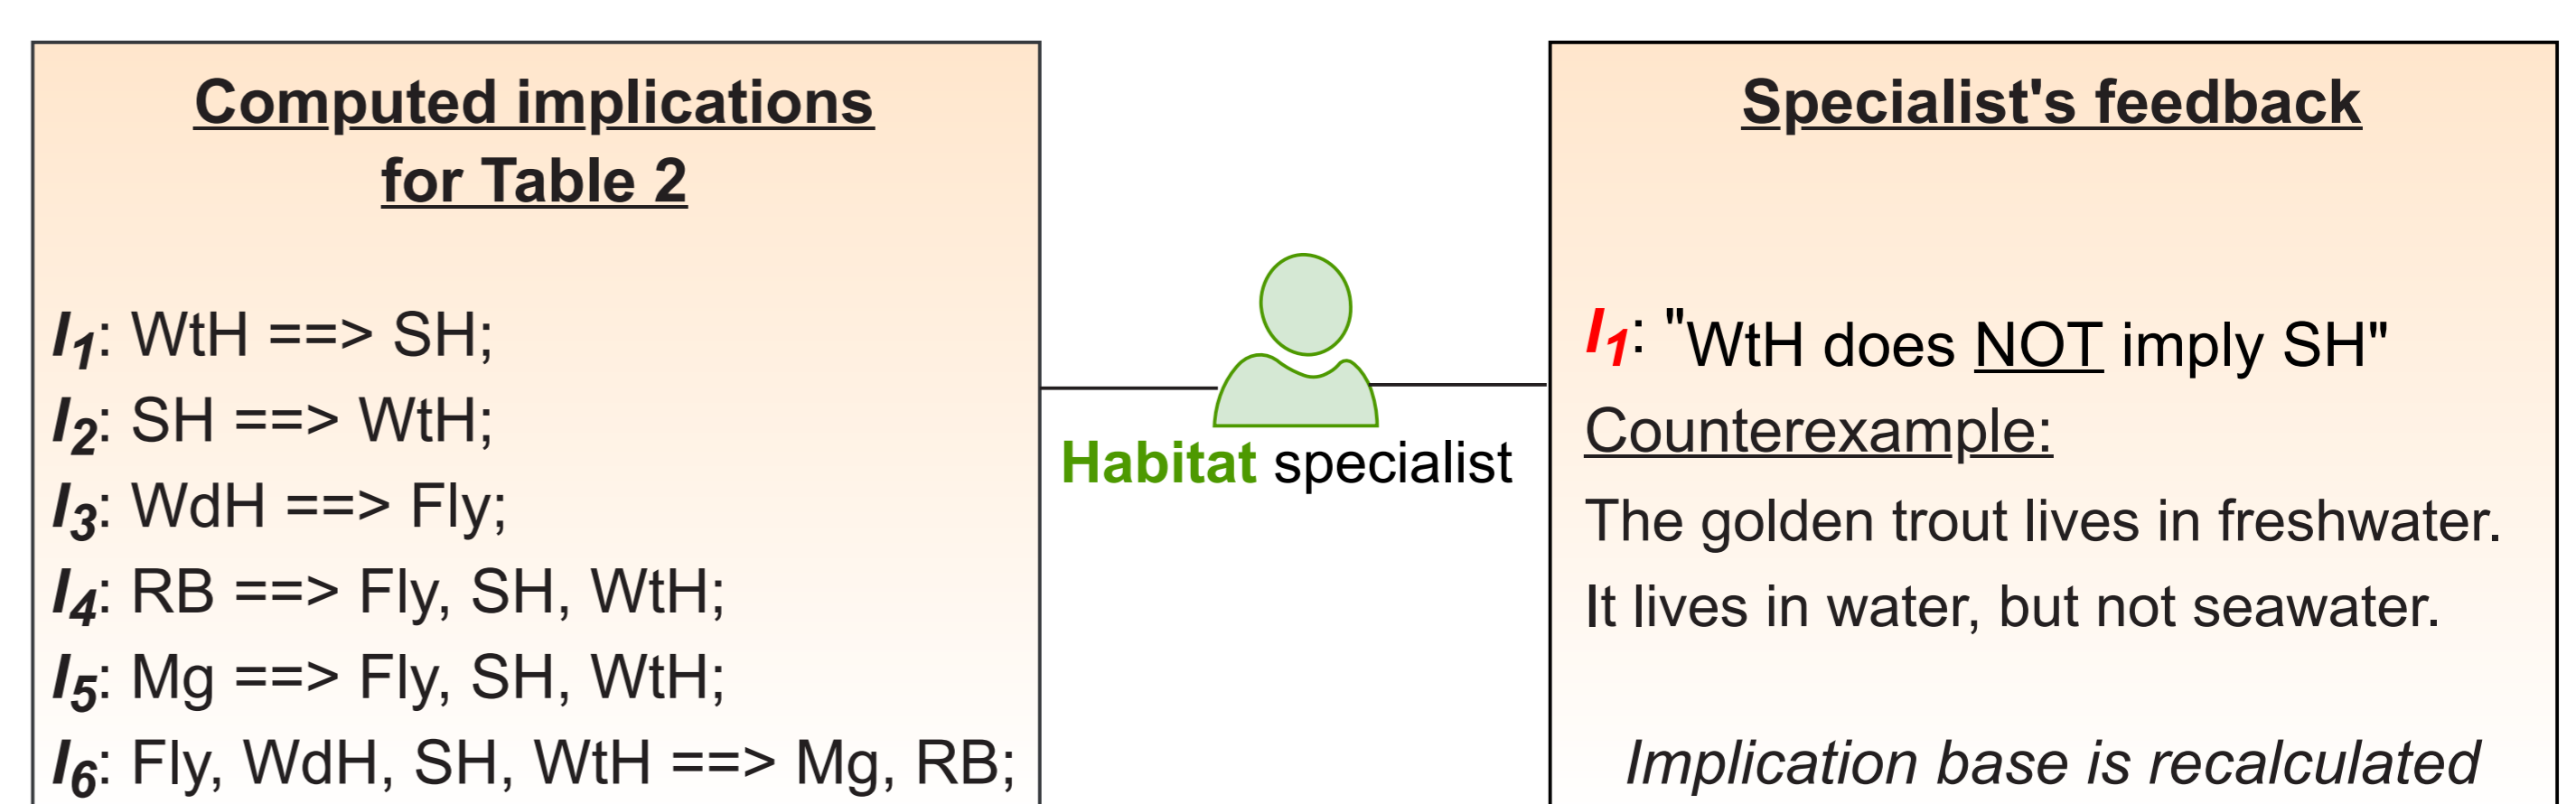 Computed implications
for Table 2
I1: WtH ==> SH;
I2: SH ==> WtH;
I3: WdH ==> Fly;
I4: RB ==> Fly, SH, WtH;
I5: Mg ==> Fly, SH, WtH;
I6: Fly, WdH, SH, WtH ==> Mg, RB;
Habitat specialist
Specialist's feedback
I1: "WtH does NOT imply SH"
Counterexample:
The golden trout lives in freshwater.
It lives in water, but not seawater.
Implication base is recalculated